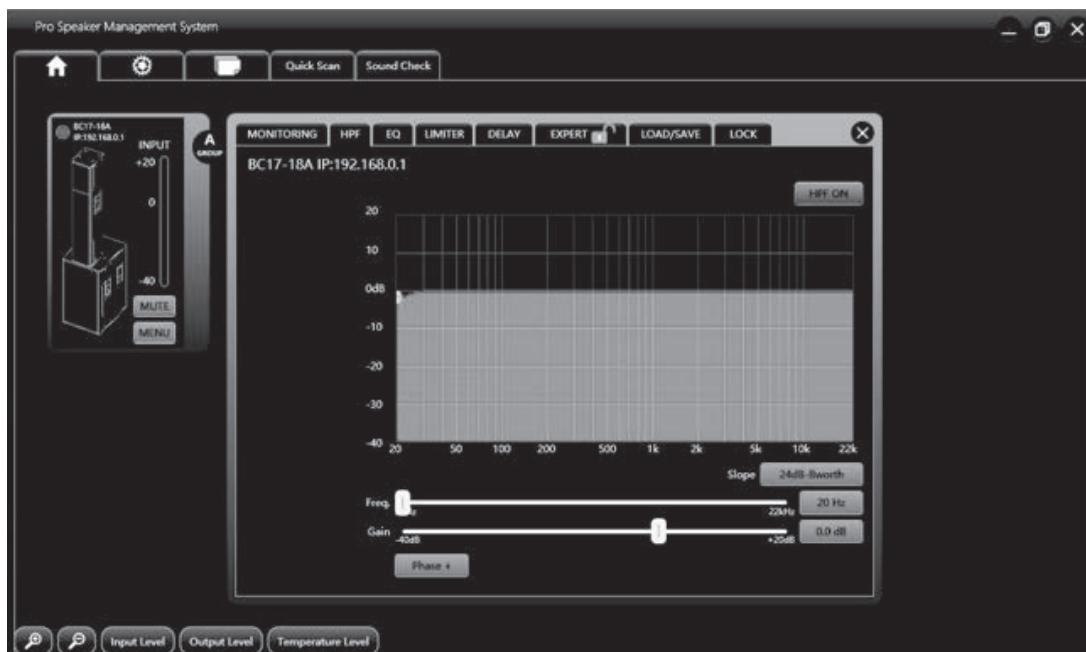 Pro Speaker Management System
Quick Scan
Sound Check
BC17-18A
IP:192.168.0.1
INPUT
+20
0
-40
MUTE
MENU
A
GROUP
MONITORING HPF EQ LIMITER DELAY EXPERT LOAD/SAVE LOCK
BC17-18A IP:192.168.0.1
HPF ON
20
10
0dB
-10
-20
-30
-40
20 50 100 200 500 1k 2k 5k 10k 22k
Slope 24dB-Bworth
Freq. 22kHz 20 Hz
Gain -40dB +20dB 0.0 dB
Phase +
Input Level Output Level Temperature Level